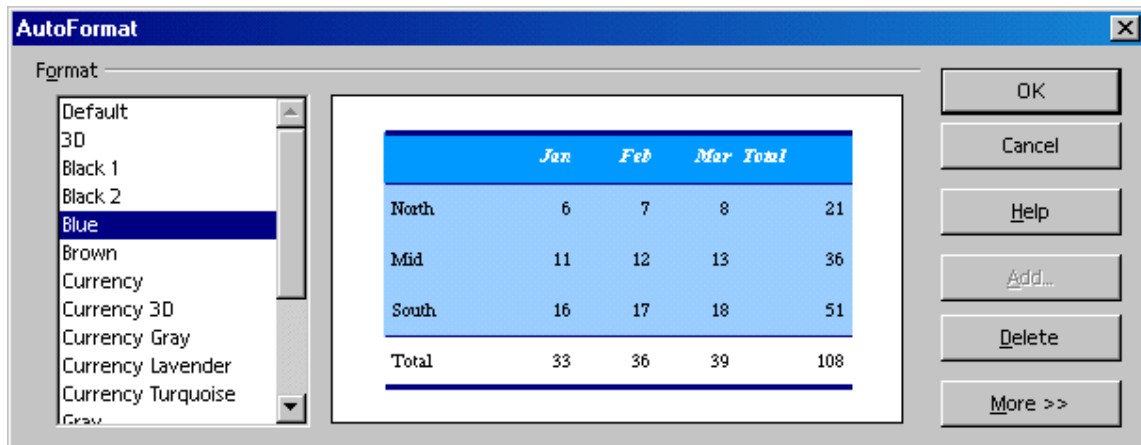 AutoFormat
Format
Default
3D
Black 1
Black 2
Blue
Brown
Currency
Currency 3D
Currency Gray
Currency Lavender
Currency Turquoise
Gray
Jan Feb Mar Total
North 6 7 8 21
Mid 11 12 13 36
South 16 17 18 51
Total 33 36 39 108
OK
Cancel
Help
Add...
Delete
More >>